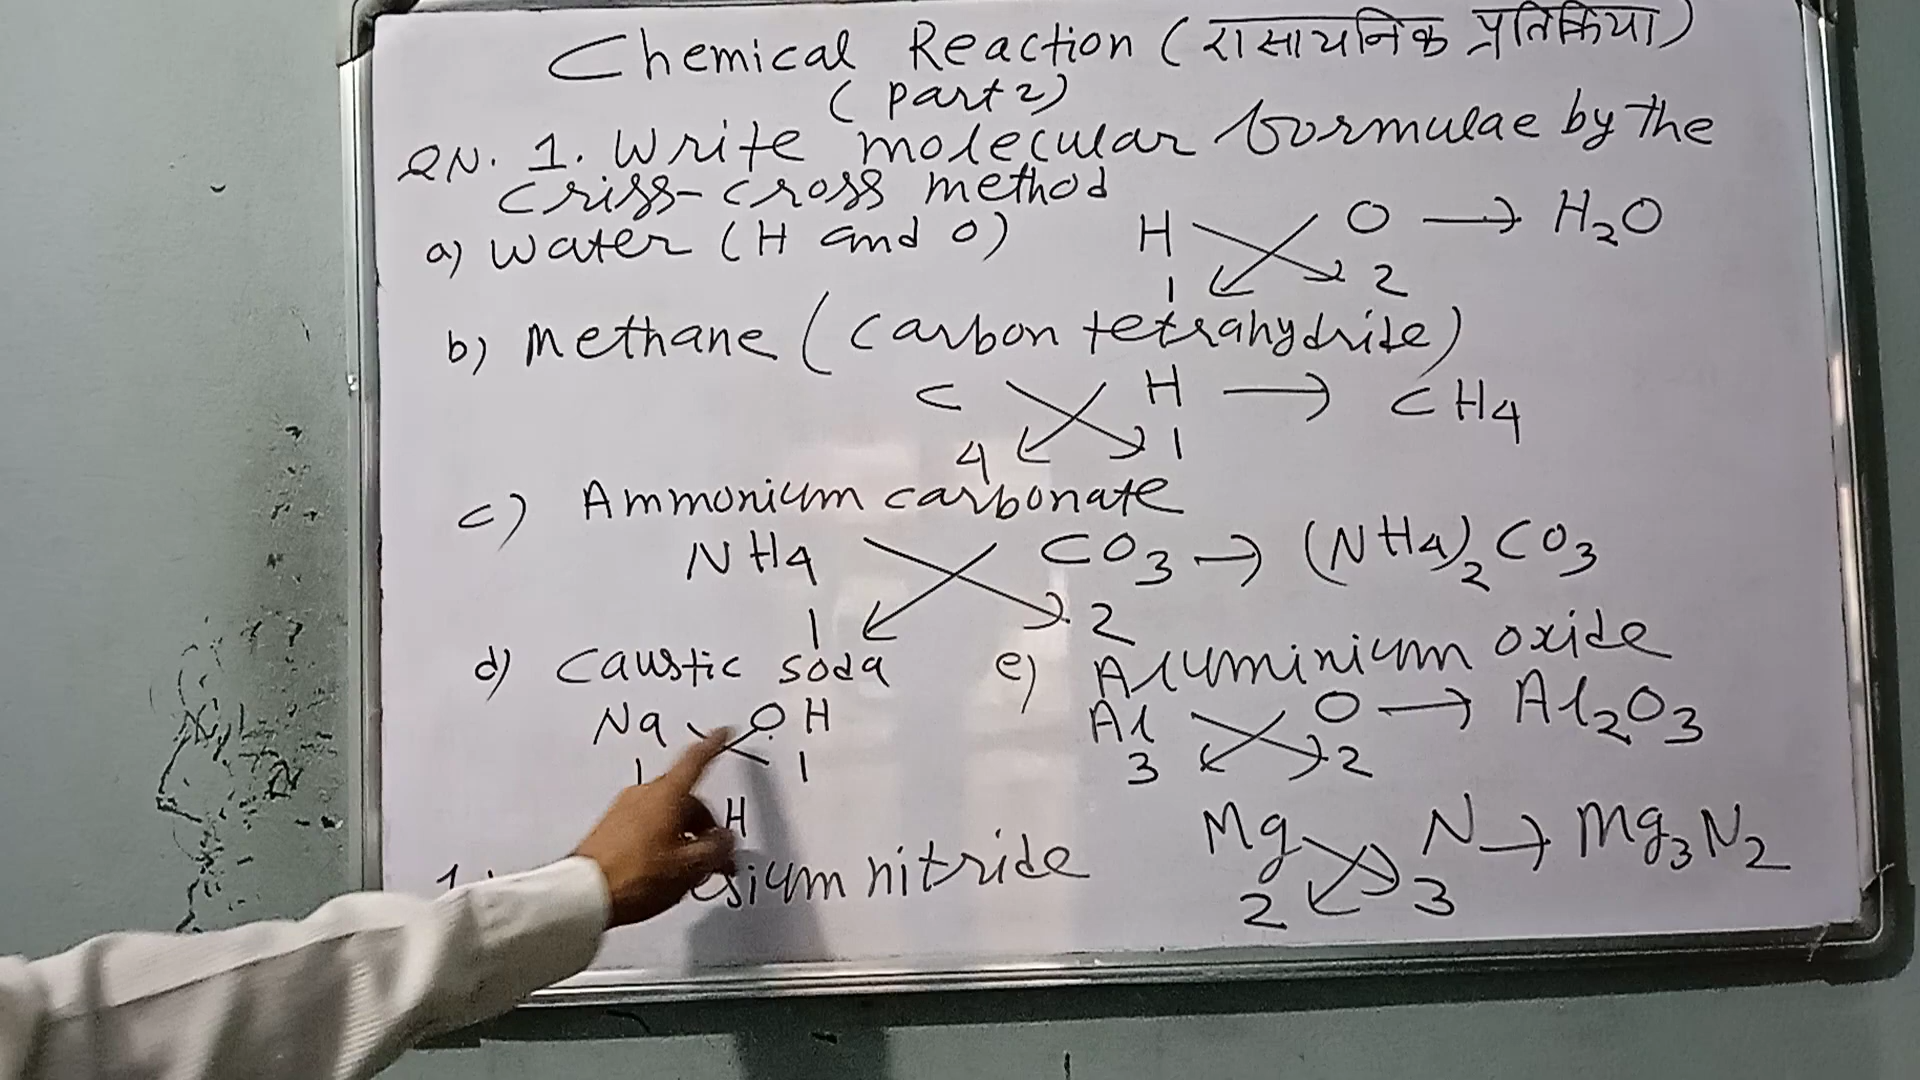 Chemical Reaction (रासायनिक प्रतिक्रिया)
(part 2)
QN. 1. Write molecular formulae by the
criss-cross method
a) Water (H and O) H O → H₂O
1 2
b) Methane (Carbon tetrahydride)
C H → CH₄
4 1
c) Ammonium carbonate
NH₄ CO₃ → (NH₄)₂CO₃
1 2
d) Caustic soda e) Aluminium oxide
Na OH Al O → Al₂O₃
1 1 3 2
H
nitride Mg N → Mg₃N₂
2 3